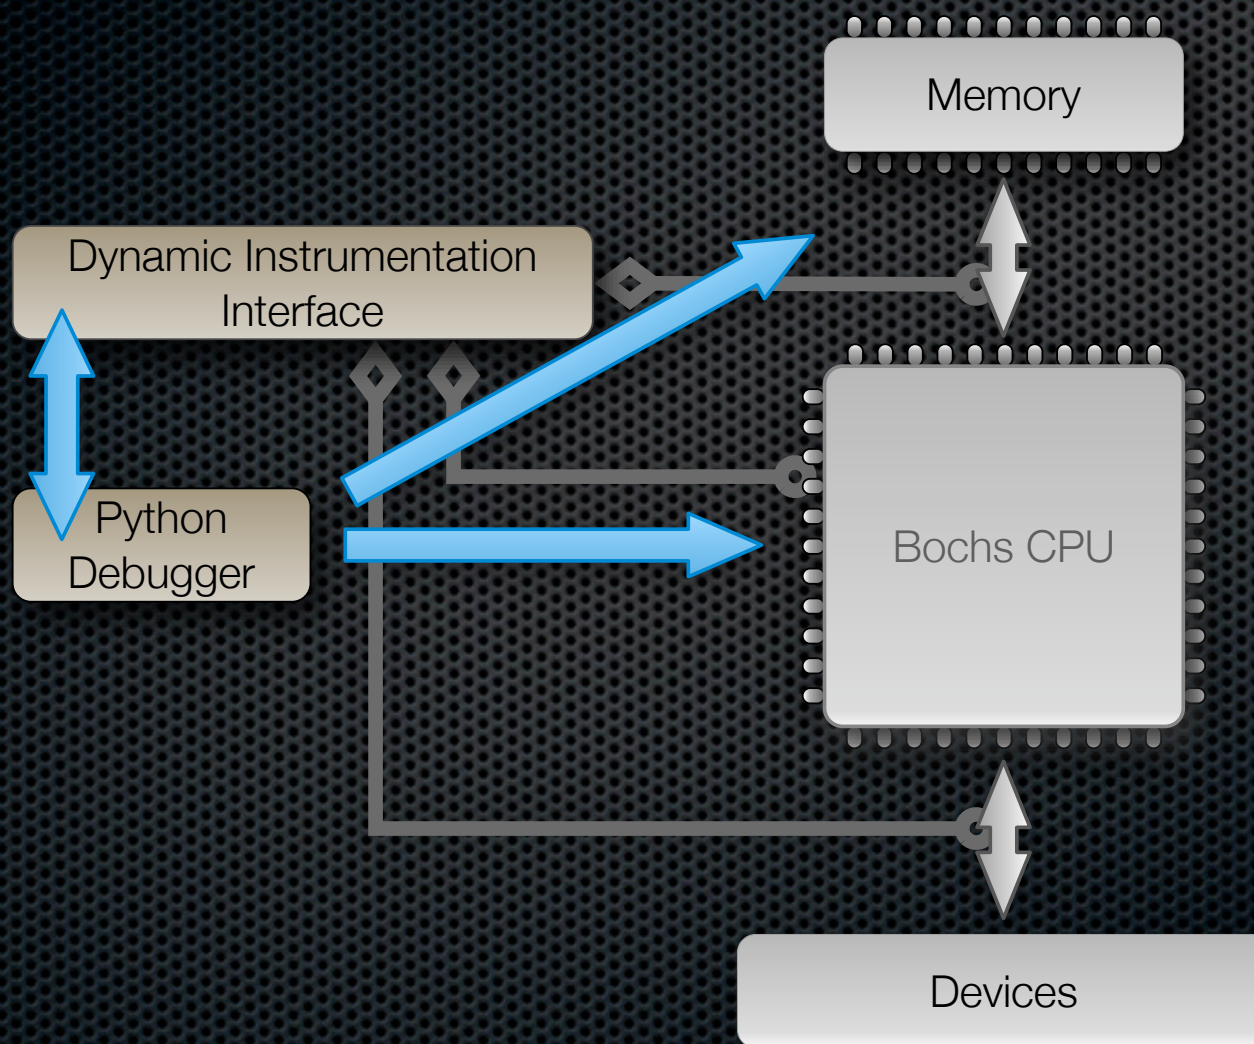 Memory
Dynamic Instrumentation
Interface
Python
Debugger
Bochs CPU
Devices